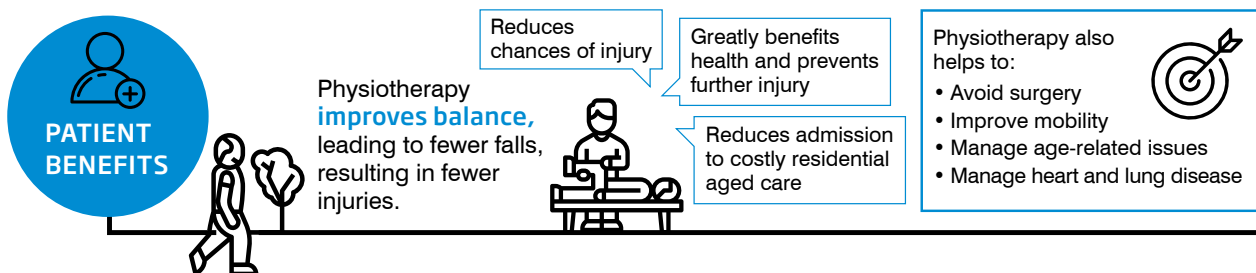 PATIENT
BENEFITS
Physiotherapy
improves balance,
leading to fewer falls,
resulting in fewer
injuries.
Reduces
chances of injury
Greatly benefits
health and prevents
further injury
Reduces admission
to costly residential
aged care
Physiotherapy also
helps to:
• Avoid surgery
• Improve mobility
• Manage age-related issues
• Manage heart and lung disease